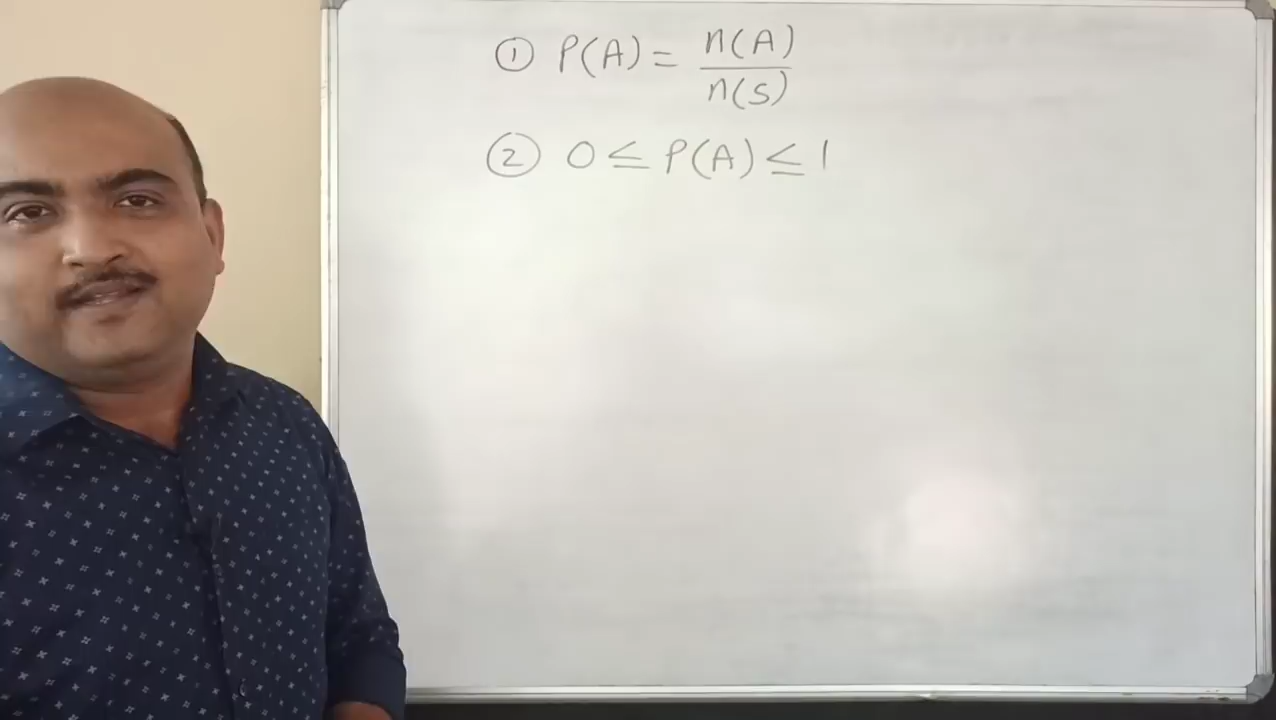 ① P(A) = n(A)/n(s)
② 0 ≤ P(A) ≤ 1